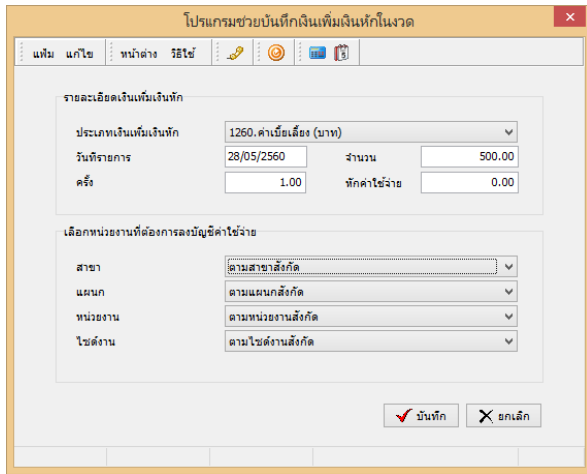 โปรแกรมช่วยบันทึกเงินเพิ่มเงินหักในงวด
แฟ้ม แก้ไข หน้าต่าง วิธีใช้
รายละเอียดเงินเพิ่มเงินหัก
ประเภทเงินเพิ่มเงินหัก 1260.ค่าเบี้ยเลี้ยง (บาท)
วันที่รายการ 28/05/2560 จำนวน 500.00
ครั้ง 1.00 หักค่าใช้จ่าย 0.00
เลือกหน่วยงานที่ต้องการลงบัญชีค่าใช้จ่าย
สาขา ตามสาขาสังกัด
แผนก ตามแผนกสังกัด
หน่วยงาน ตามหน่วยงานสังกัด
ไซด์งาน ตามไซด์งานสังกัด
บันทึก ยกเลิก